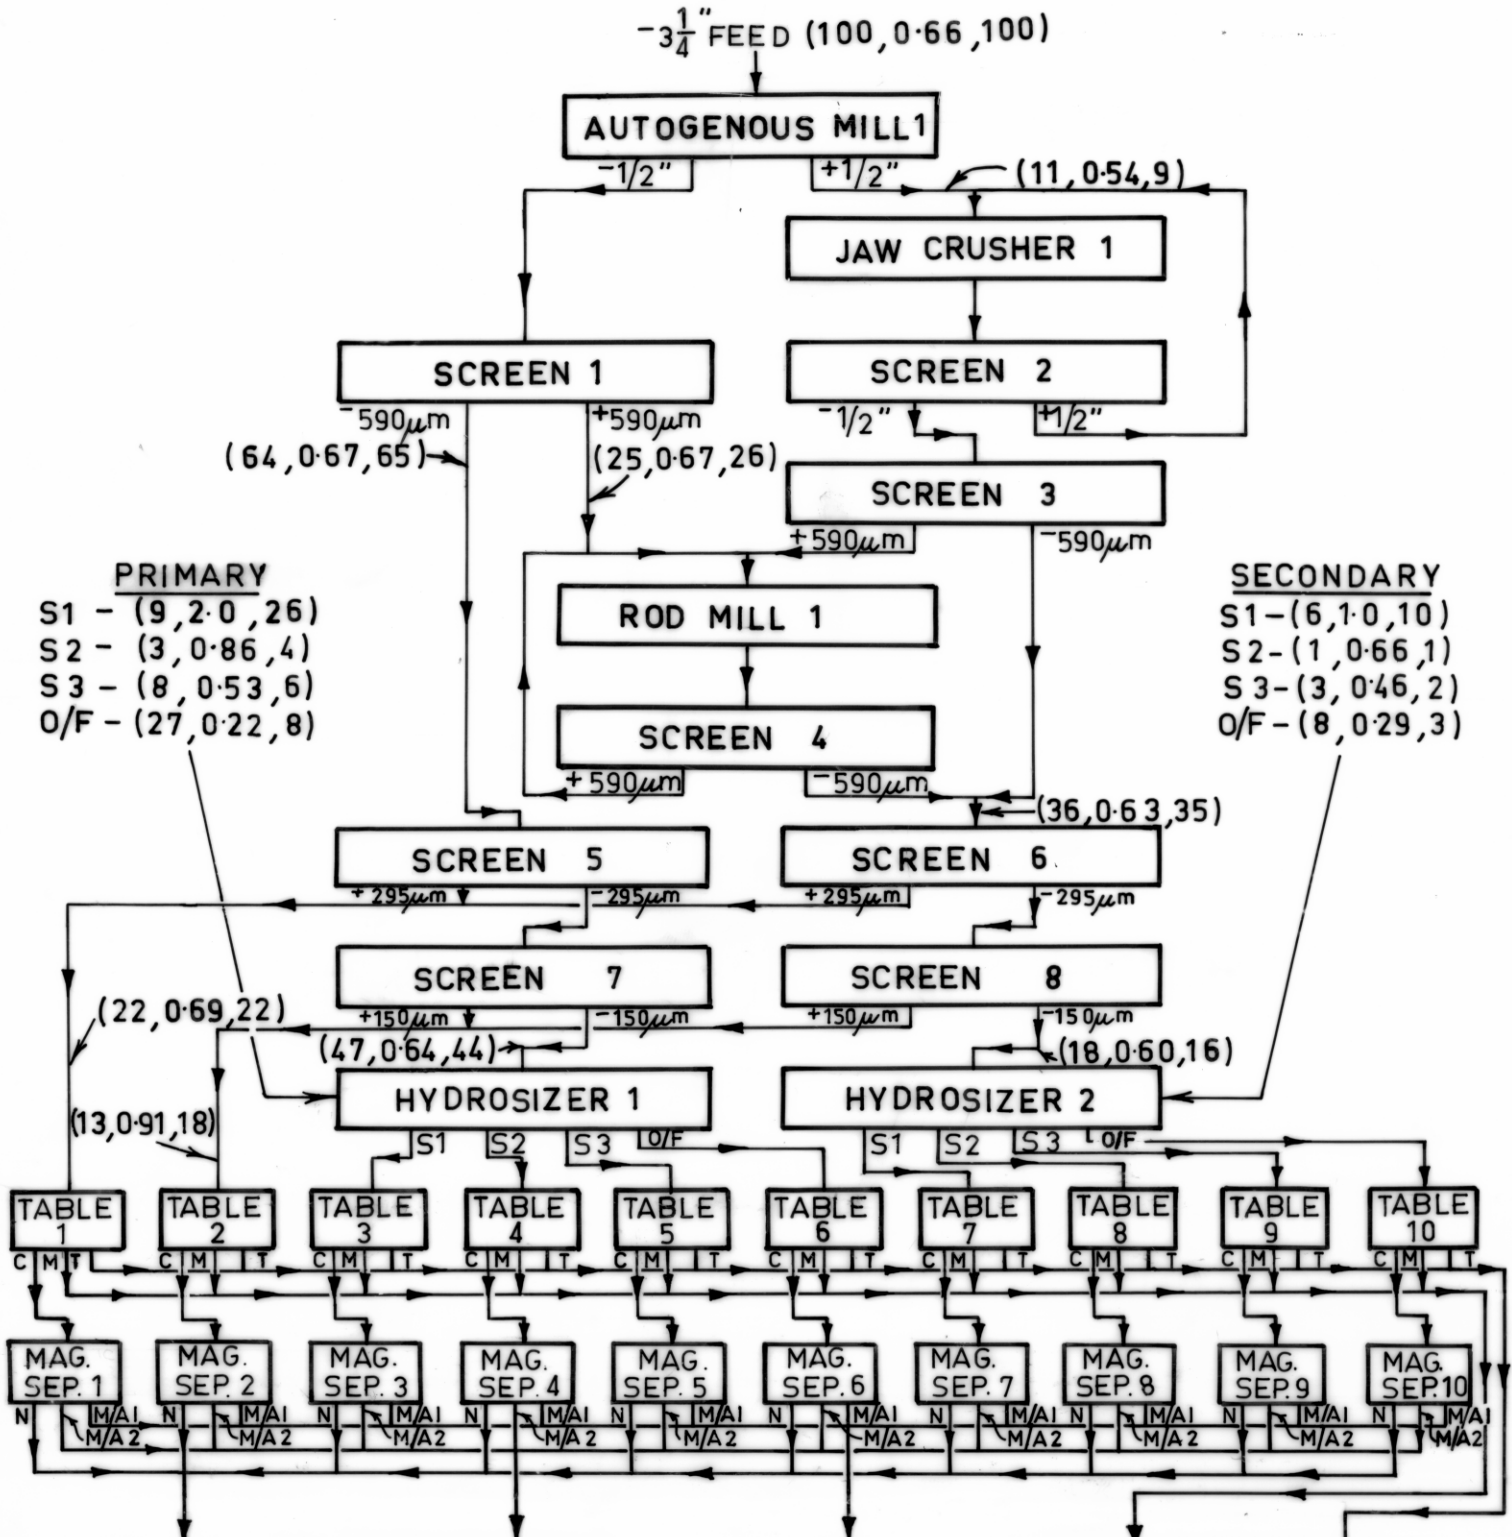 -3 1/4" FEED (100, 0·66, 100)
AUTOGENOUS MILL 1
-1/2" +1/2" (11, 0·54, 9)
JAW CRUSHER 1
SCREEN 1 SCREEN 2
-590μm +590μm -1/2" +1/2"
(64, 0·67, 65) (25, 0·67, 26)
SCREEN 3
+590μm -590μm
PRIMARY
S1 - (9, 2·0, 26)
S2 - (3, 0·86, 4)
S3 - (8, 0·53, 6)
O/F - (27, 0·22, 8)
SECONDARY
S1 - (6, 1·0, 10)
S2 - (1, 0·66, 1)
S3 - (3, 0·46, 2)
O/F - (8, 0·29, 3)
ROD MILL 1
SCREEN 4
+590μm -590μm
(36, 0·63, 35)
SCREEN 5 SCREEN 6
+295μm -295μm +295μm -295μm
SCREEN 7 SCREEN 8
+150μm -150μm +150μm -150μm
(22, 0·69, 22)
(47, 0·64, 44) (18, 0·60, 16)
HYDROSIZER 1 HYDROSIZER 2
(13, 0·91, 18)
S1 S2 S3 O/F S1 S2 S3 O/F
TABLE 1 TABLE 2 TABLE 3 TABLE 4 TABLE 5 TABLE 6 TABLE 7 TABLE 8 TABLE 9 TABLE 10
C M T C M T C M T C M T C M T C M T C M T C M T C M T C M T
MAG. SEP. 1 MAG. SEP. 2 MAG. SEP. 3 MAG. SEP. 4 MAG. SEP. 5 MAG. SEP. 6 MAG. SEP. 7 MAG. SEP. 8 MAG. SEP. 9 MAG. SEP. 10
N M/A1 N M/A1 N M/A1 N M/A1 N M/A1 N M/A1 N M/A1 N M/A1 N M/A1 N M/A1
M/A2 M/A2 M/A2 M/A2 M/A2 M/A2 M/A2 M/A2 M/A2 M/A2